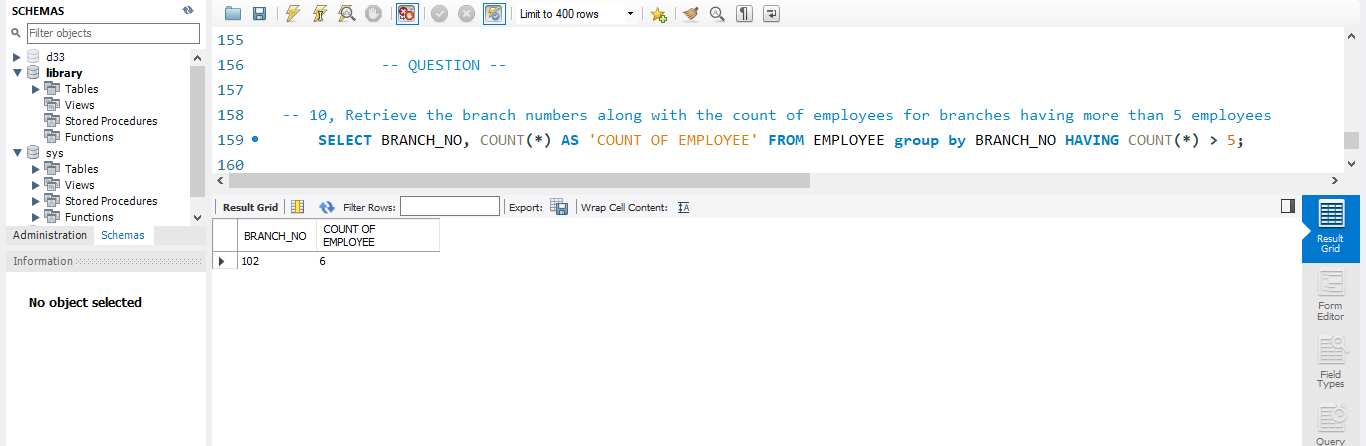 SCHEMAS
Filter objects
d33
library
Tables
Views
Stored Procedures
Functions
sys
Tables
Views
Stored Procedures
Functions
Administration Schemas
Information
No object selected
Limit to 400 rows
155
156 -- QUESTION --
157
158 -- 10, Retrieve the branch numbers along with the count of employees for branches having more than 5 employees
159 SELECT BRANCH_NO, COUNT(*) AS 'COUNT OF EMPLOYEE' FROM EMPLOYEE group by BRANCH_NO HAVING COUNT(*) > 5;
160
Result Grid Filter Rows: Export: Wrap Cell Content: IA
BRANCH_NO COUNT OF
EMPLOYEE
102 6
Result
Grid
Form
Editor
Field
Types
Query